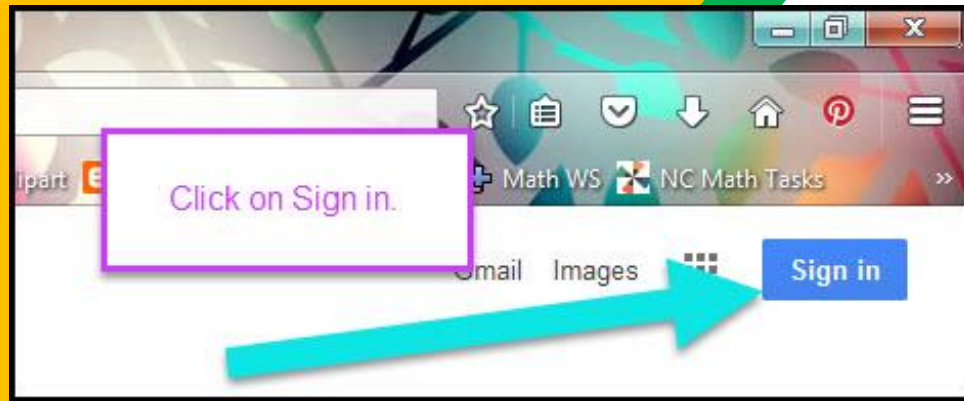 ipart
Math WS NC Math Tasks »
Click on Sign in.
Gmail Images Sign in